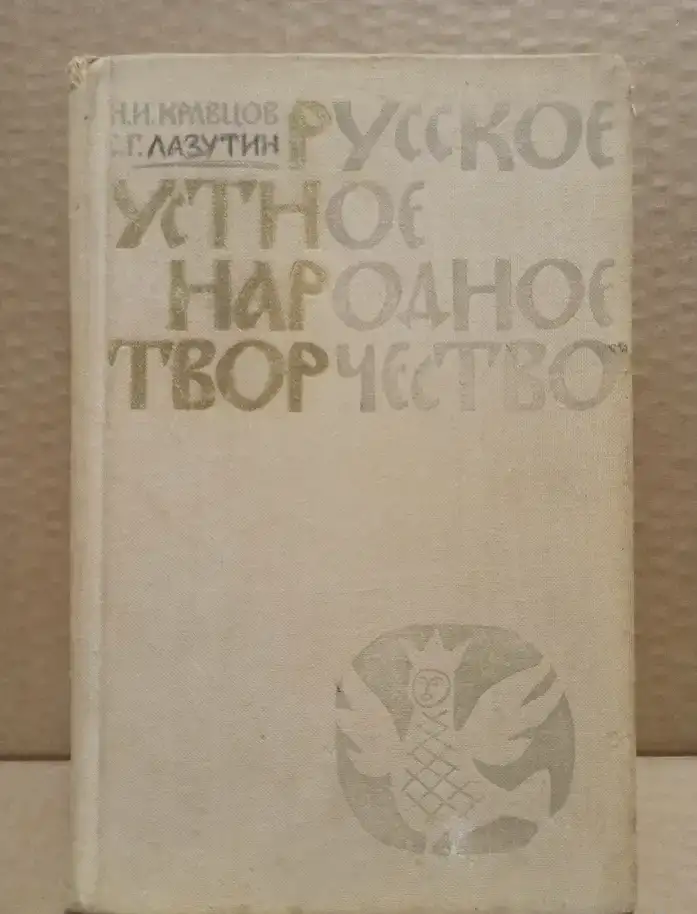 Н.И. КРАВЦОВ
С.Г. ЛАЗУТИН
РУССКОЕ
УСТНОЕ
НАРОДНОЕ
ТВОРЧЕСТВО